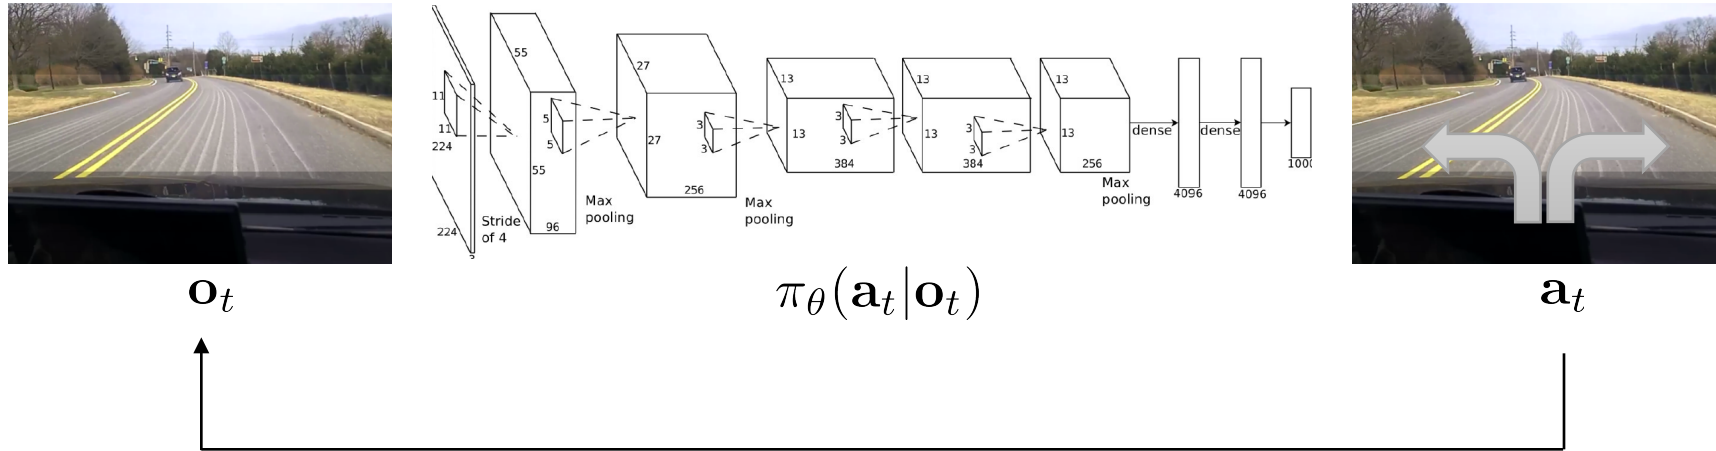 11
11
224
224
3
Stride
of 4
55
55
96
5
5
Max
pooling
27
27
256
3
3
Max
pooling
13
13
384
3
3
13
13
384
3
3
13
13
256
Max
pooling
dense
4096
dense
4096
1000
o_t
π_θ(a_t|o_t)
a_t